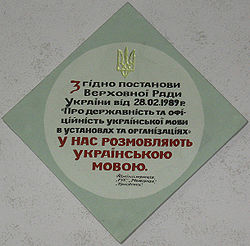 Згідно постанови
Верховної Ради
України від 28.02.1989р.
«Про державність та офі-
ційність української мови
в установах та організаціях»
У НАС РОЗМОВЛЯЮТЬ
УКРАЇНСЬКОЮ
МОВОЮ.